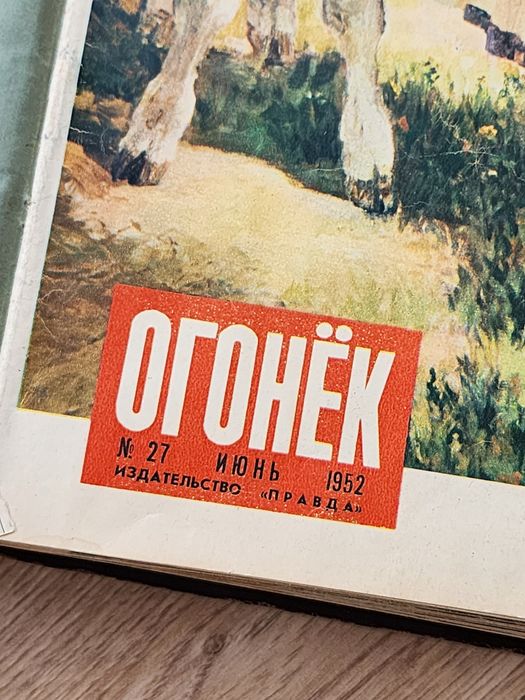 ОГОНЁК
№ 27 ИЮНЬ 1952
ИЗДАТЕЛЬСТВО «ПРАВДА»